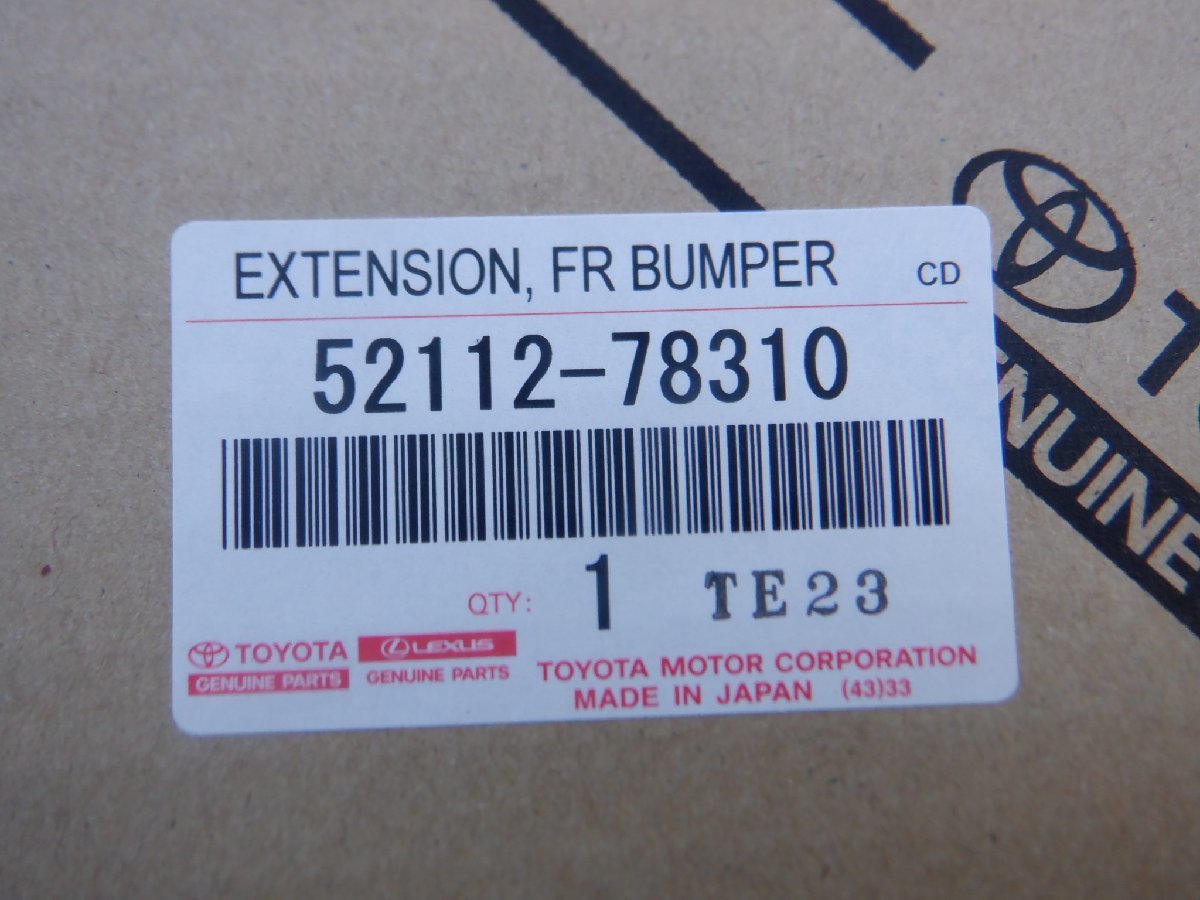 EXTENSION, FR BUMPER CD
52112-78310
QTY: 1 TE23
TOYOTA
GENUINE PARTS
LEXUS
GENUINE PARTS
TOYOTA MOTOR CORPORATION
MADE IN JAPAN (43)33